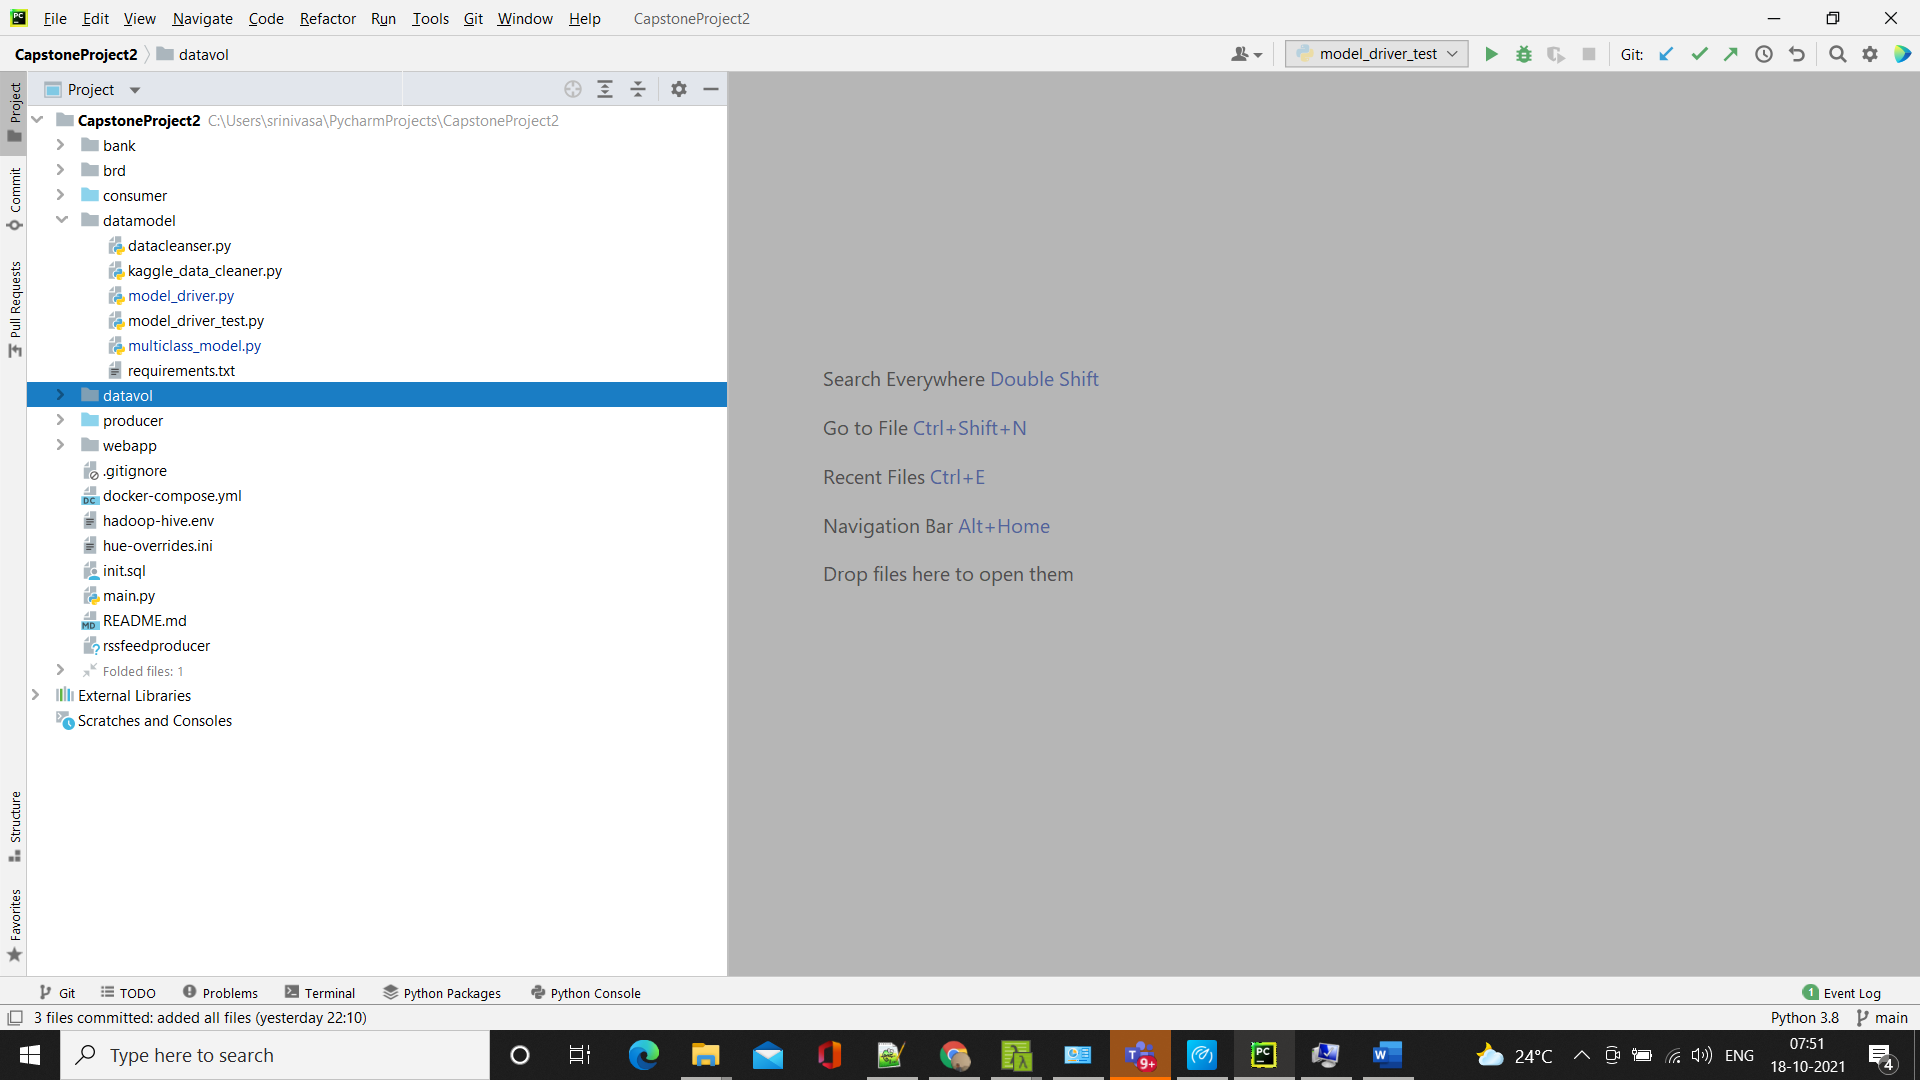 File Edit View Navigate Code Refactor Run Tools Git Window Help CapstoneProject2
CapstoneProject2 datavol model_driver_test Git:
Project
Project
Commit
Pull Requests
Structure
Favorites
CapstoneProject2 C:\Users\srinivasa\PycharmProjects\CapstoneProject2
bank
brd
consumer
datamodel
datacleanser.py
kaggle_data_cleaner.py
model_driver.py
model_driver_test.py
multiclass_model.py
requirements.txt
datavol
producer
webapp
.gitignore
docker-compose.yml
hadoop-hive.env
hue-overrides.ini
init.sql
main.py
README.md
rssfeedproducer
Folded files: 1
External Libraries
Scratches and Consoles
Search Everywhere Double Shift
Go to File Ctrl+Shift+N
Recent Files Ctrl+E
Navigation Bar Alt+Home
Drop files here to open them
Git TODO Problems Terminal Python Packages Python Console 1 Event Log
3 files committed: added all files (yesterday 22:10) Python 3.8 main
Type here to search 9+ 24°C ENG 07:51
18-10-2021 4